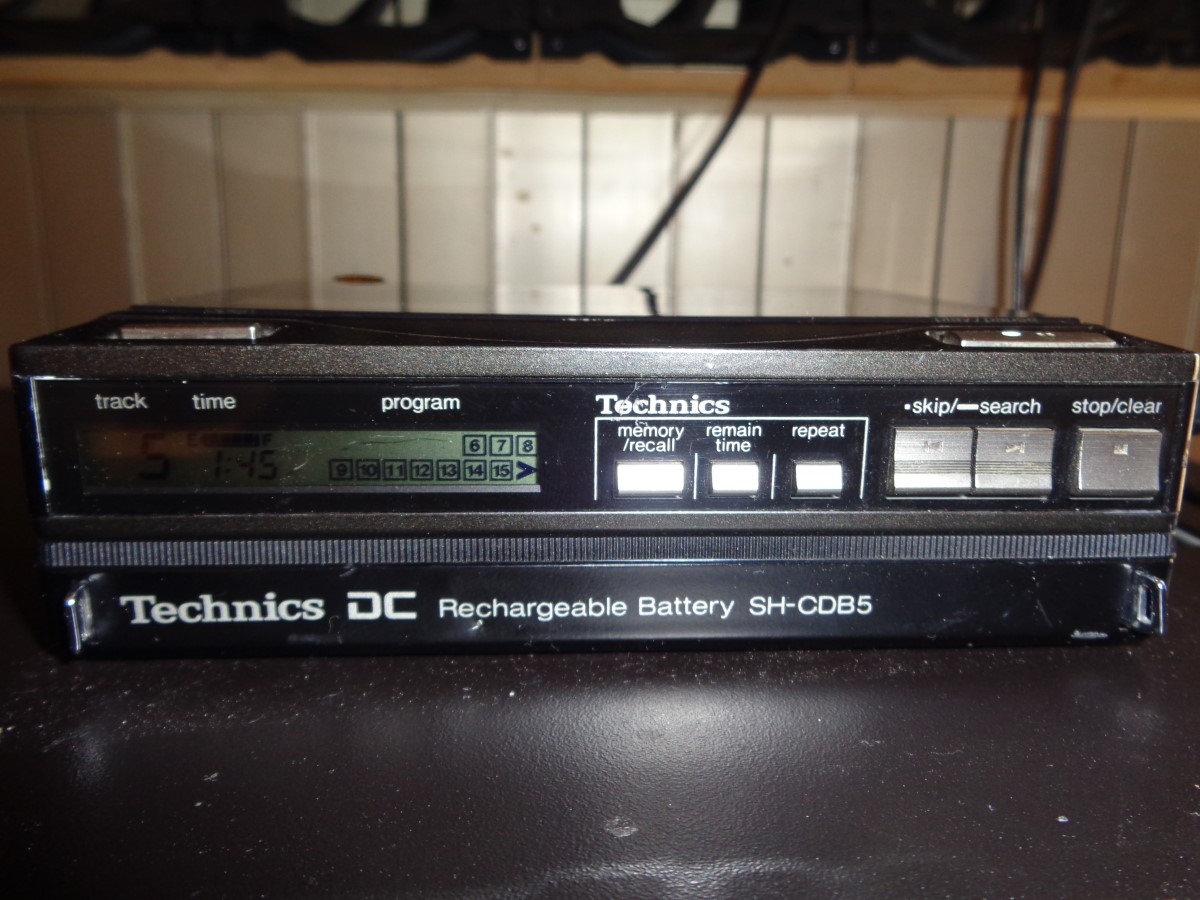 track time program
Technics
memory
/recall
remain
time
repeat
•skip/━search
stop/clear
E F
5 1:45
6 7 8
9 10 11 12 13 14 15 >
Technics DC Rechargeable Battery SH-CDB5